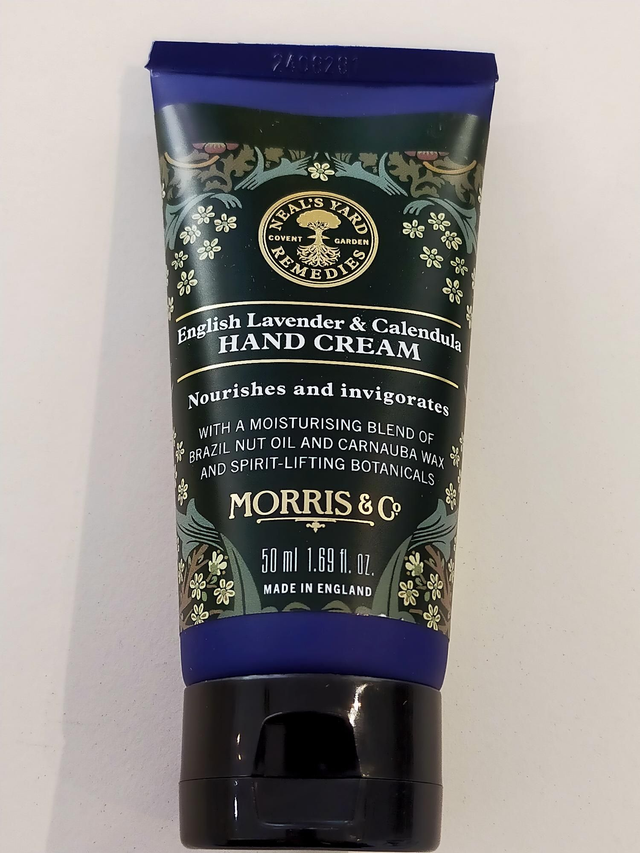 NEAL'S YARD
COVENT GARDEN
REMEDIES
English Lavender & Calendula
HAND CREAM
Nourishes and invigorates
WITH A MOISTURISING BLEND OF
BRAZIL NUT OIL AND CARNAUBA WAX
AND SPIRIT-LIFTING BOTANICALS
MORRIS & Co
50 ml 1.69 fl. oz.
MADE IN ENGLAND